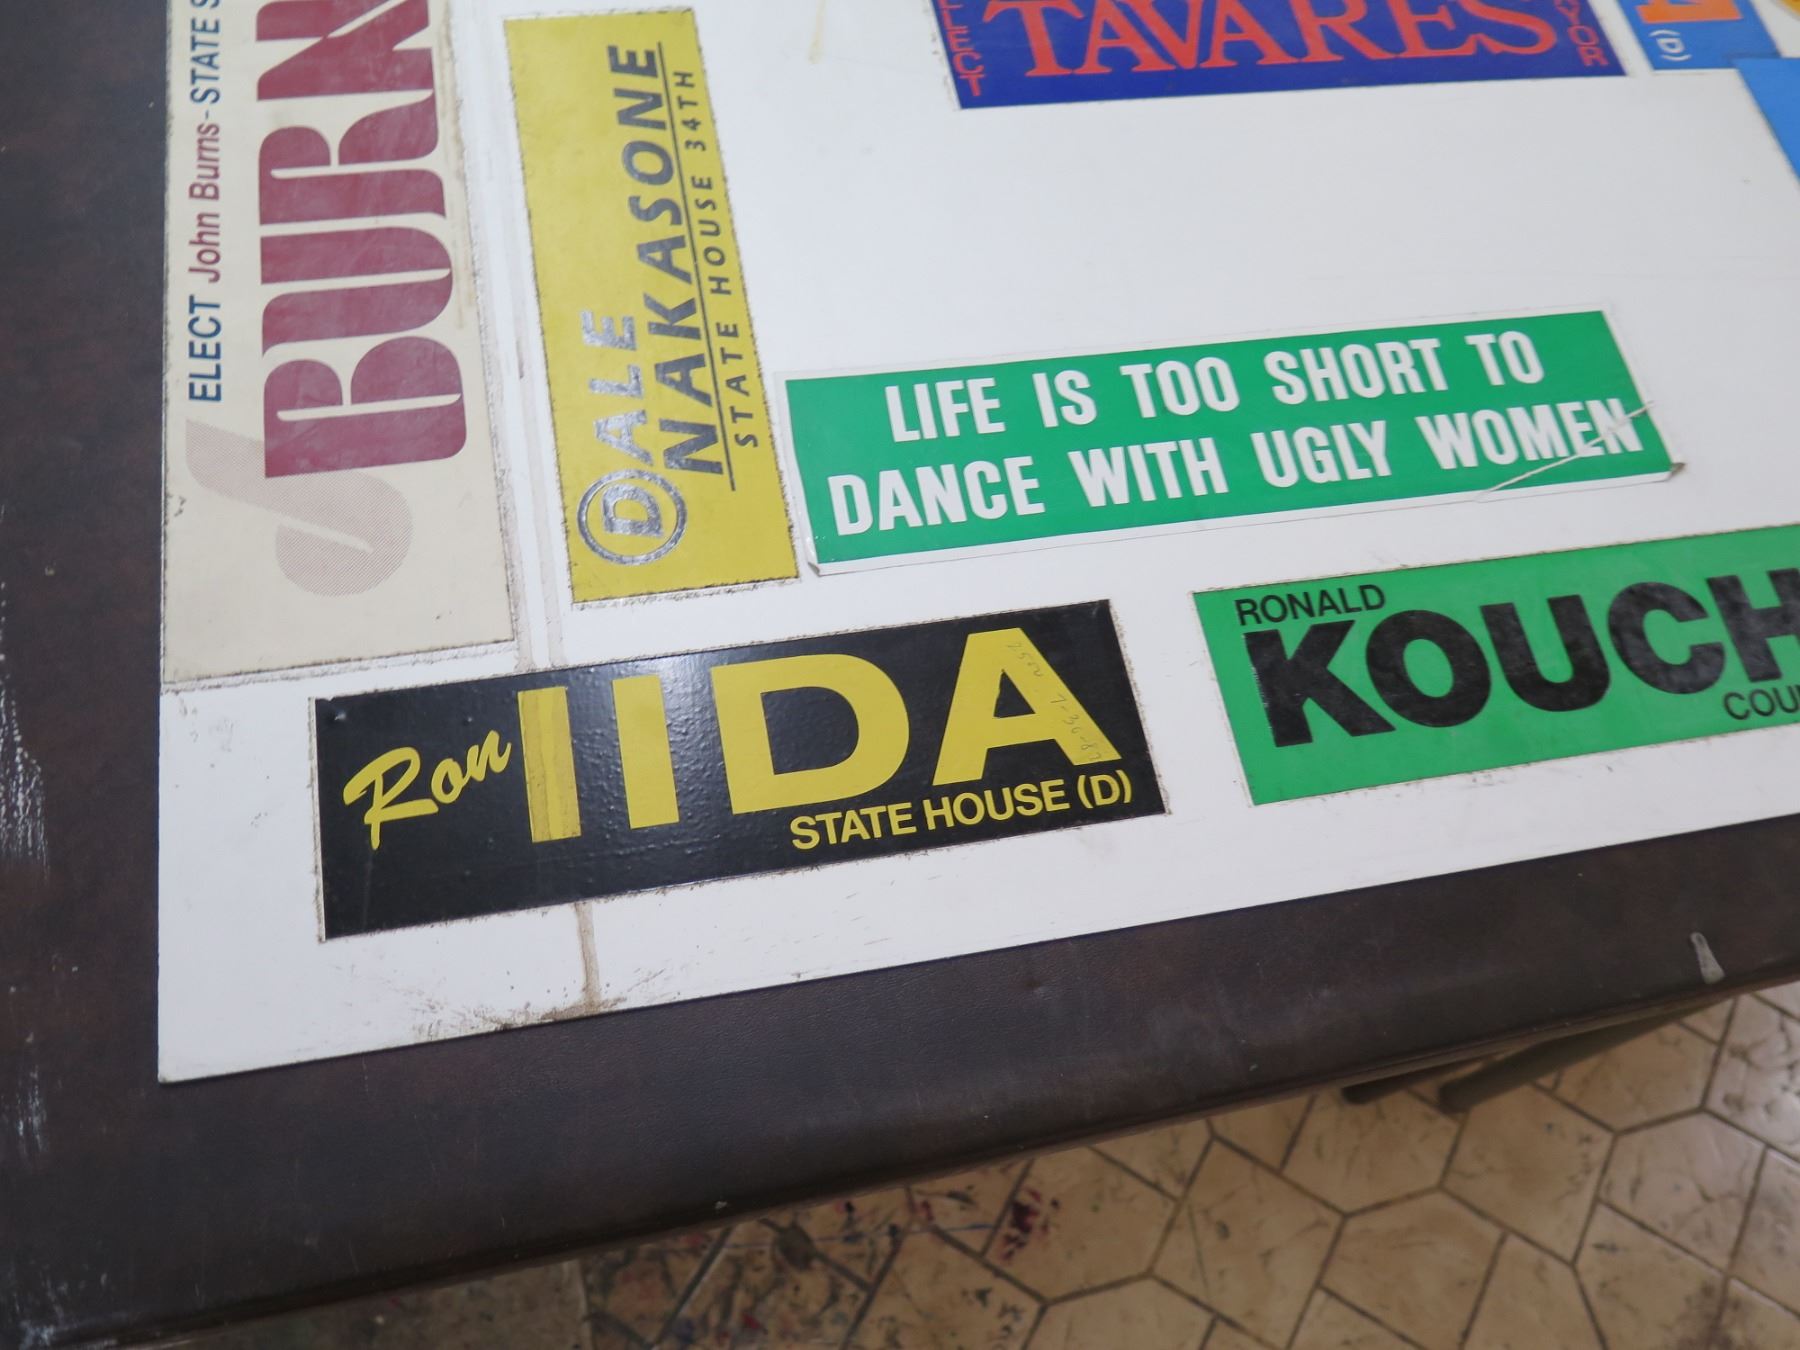 ELECT John Burns-STATE S
BURN
DALE
NAKASONE
STATE HOUSE 34TH
TAVARES
LIFE IS TOO SHORT TO
DANCE WITH UGLY WOMEN
Ron IIDA
STATE HOUSE (D)
RONALD
KOUCH
COU
(a)